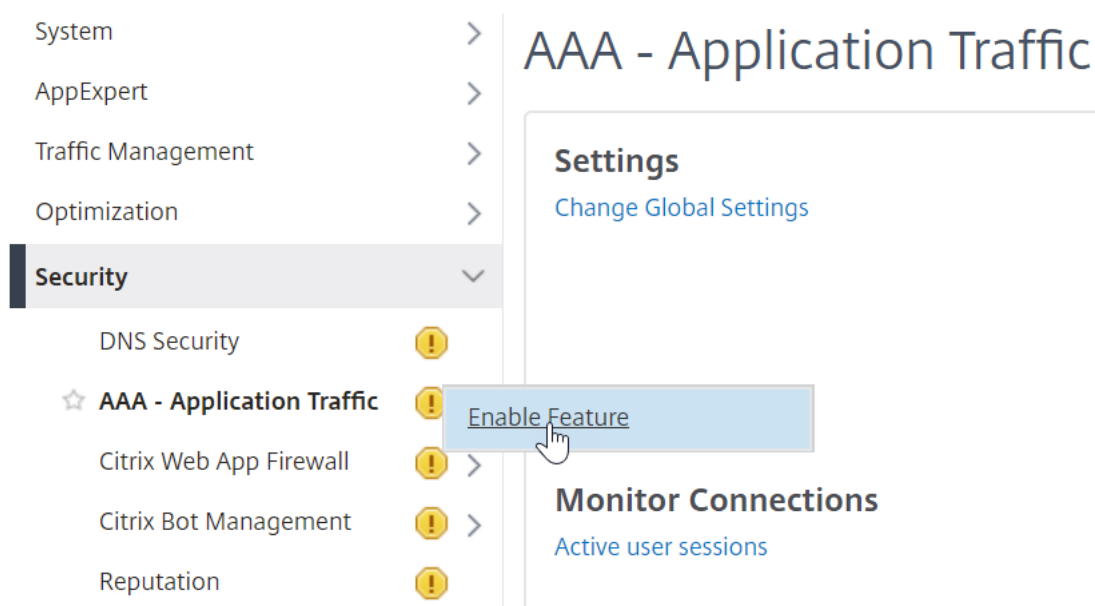 System
AppExpert
Traffic Management
Optimization
Security
DNS Security
AAA - Application Traffic
Enable Feature
Citrix Web App Firewall
Citrix Bot Management
Reputation
AAA - Application Traffic
Settings
Change Global Settings
Monitor Connections
Active user sessions